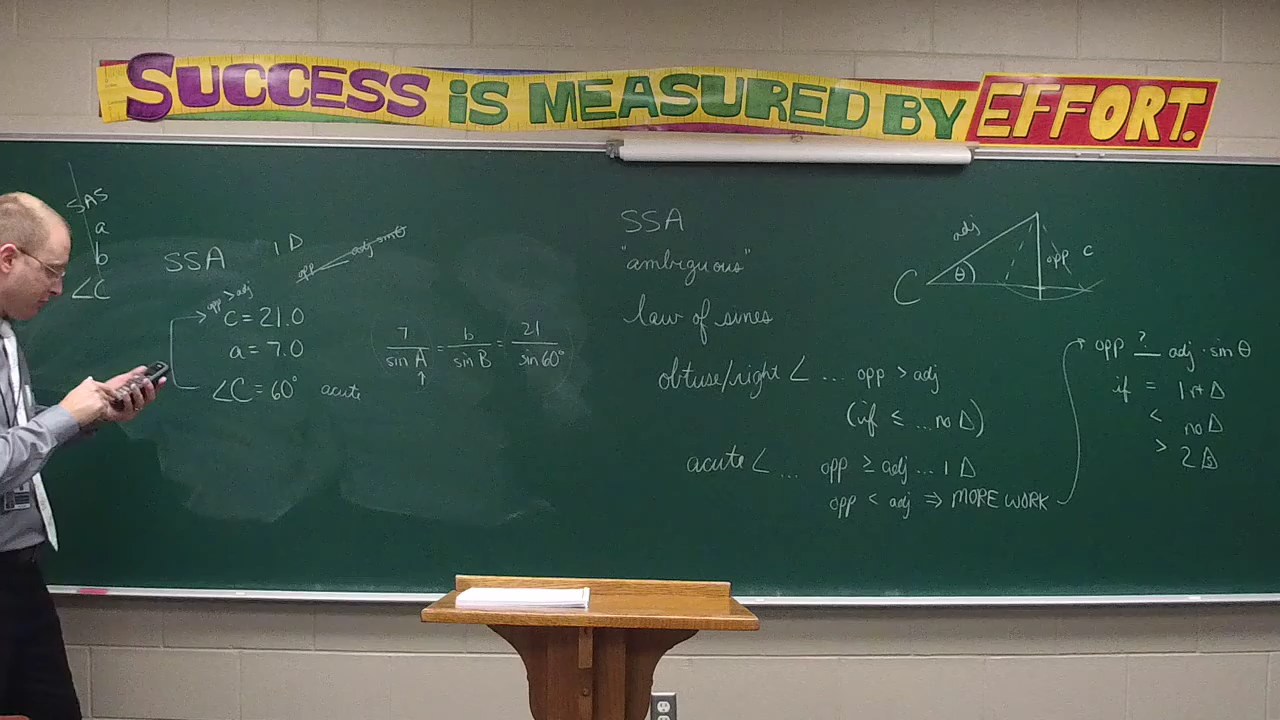 SUCCESS IS MEASURED BY EFFORT.
SAS
a
b
∠C
SSA 1 Δ
opp adj sinθ
opp > adj
c = 21.0
a = 7.0
∠C = 60° acute
7/sin A = b/sin B = 21/sin 60°
↑
SSA
"ambiguous"
law of sines
obtuse/right ∠ ... opp > adj
(if ≤ ... no Δ)
acute ∠ ... opp ≥ adj ... 1 Δ
opp < adj ⇒ MORE WORK
adj
θ
opp c
C
opp ? adj · sin θ
if = 1 rt Δ
< no Δ
> 2 Δs